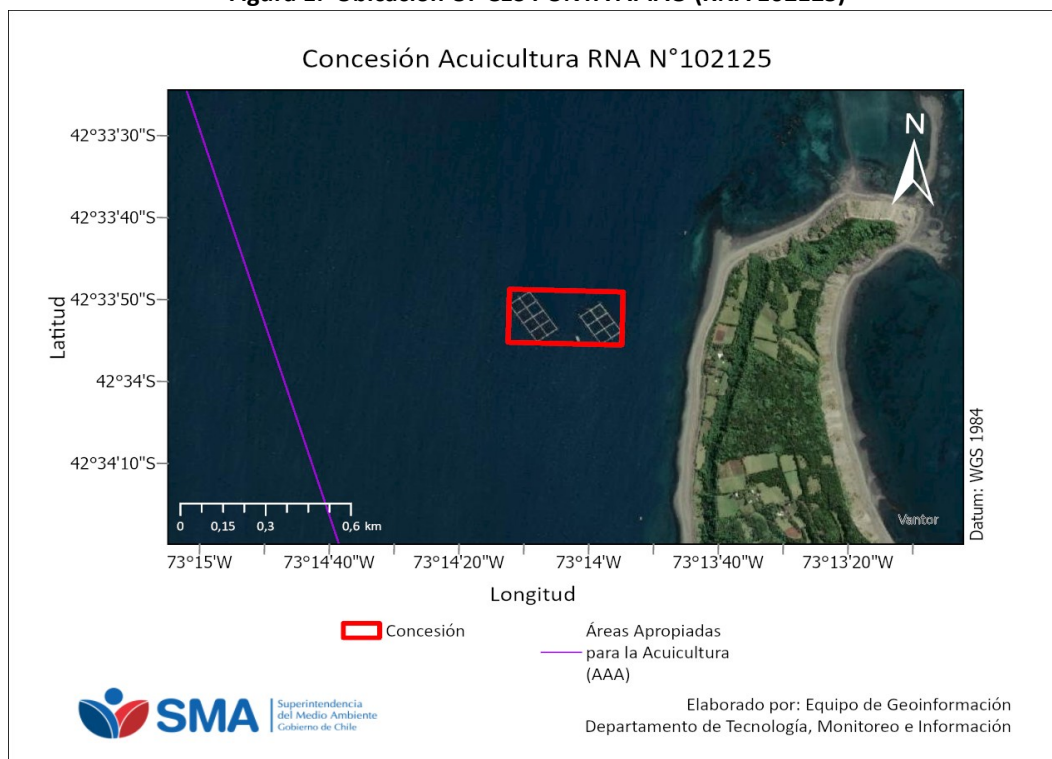 Concesión Acuicultura RNA N°102125
N
42°33'30"S
42°33'40"S
42°33'50"S
42°34'S
42°34'10"S
Latitud
0 0,15 0,3 0,6 km
Vantor
Datum: WGS 1984
73°15'W 73°14'40"W 73°14'20"W 73°14'W 73°13'40"W 73°13'20"W
Longitud
Concesión
Áreas Apropiadas
para la Acuicultura
(AAA)
SMA
Superintendencia
del Medio Ambiente
Gobierno de Chile
Elaborado por: Equipo de Geoinformación
Departamento de Tecnología, Monitoreo e Información